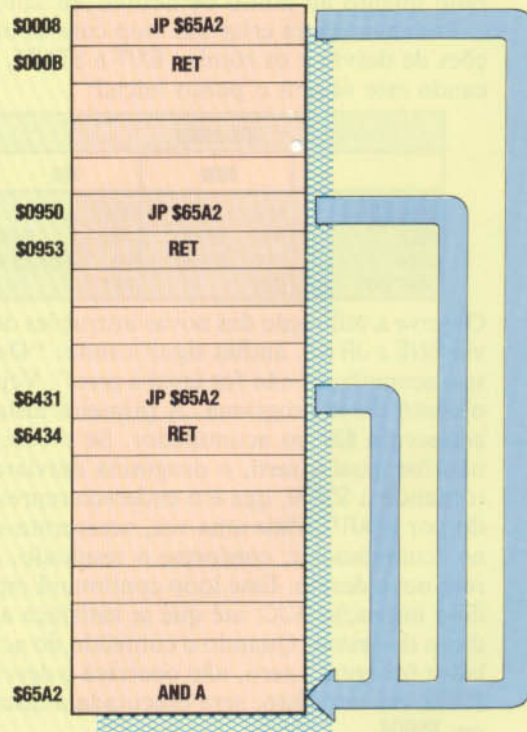 $0008 JP $65A2
$000B RET
$0950 JP $65A2
$0953 RET
$6431 JP $65A2
$6434 RET
$65A2 AND A